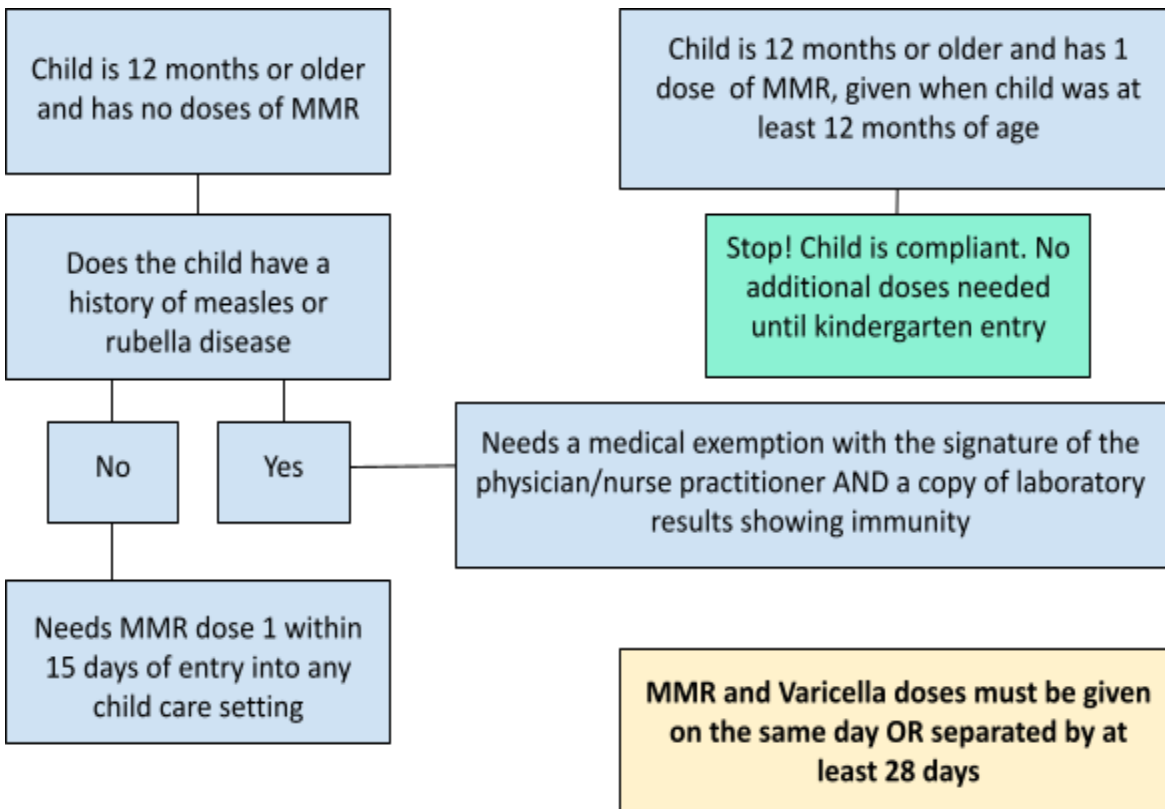 Child is 12 months or older
and has no doses of MMR
Child is 12 months or older and has 1
dose of MMR, given when child was at
least 12 months of age
Does the child have a
history of measles or
rubella disease
Stop! Child is compliant. No
additional doses needed
until kindergarten entry
No
Yes
Needs a medical exemption with the signature of the
physician/nurse practitioner AND a copy of laboratory
results showing immunity
Needs MMR dose 1 within
15 days of entry into any
child care setting
MMR and Varicella doses must be given
on the same day OR separated by at
least 28 days